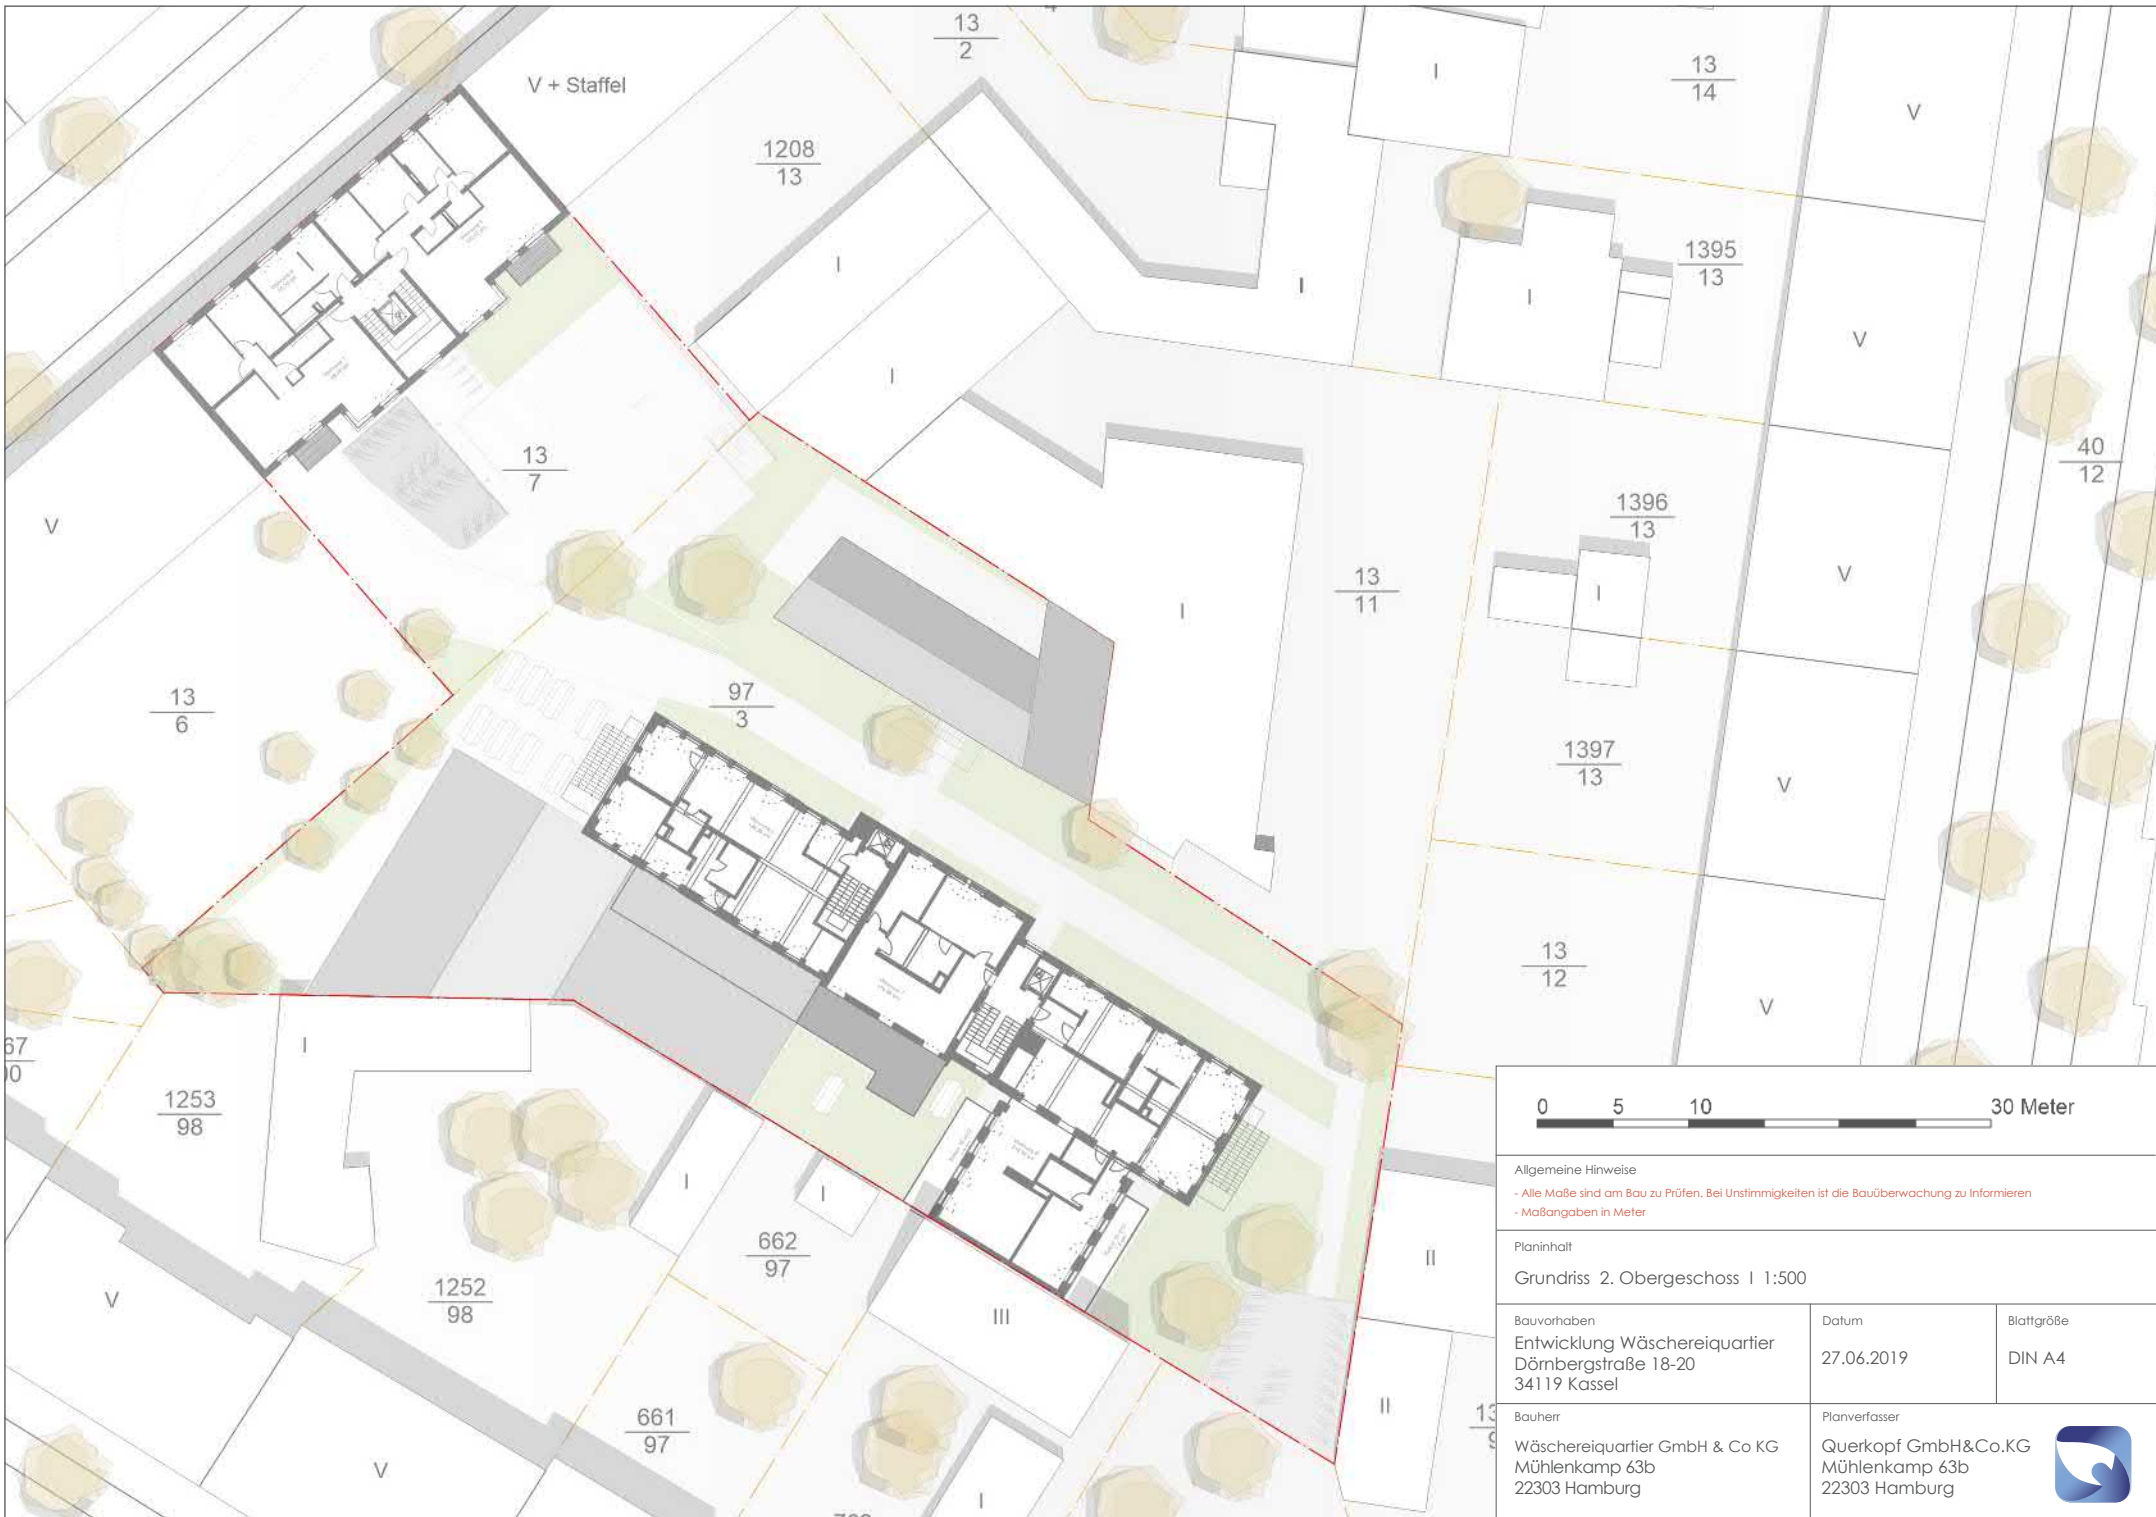 13
2
V + Staffel
I
13
14
V
1208
13
I
I
1395
13
I
V
I
40
12
13
7
V
1396
13
I
V
13
11
I
13
6
97
3
1397
13
V
13
12
V
I
1253
98
I
I
662
97
1252
98
V
III
II
661
97
II
V
I
0 5 10 30 Meter
Allgemeine Hinweise
- Alle Maße sind am Bau zu Prüfen. Bei Unstimmigkeiten ist die Bauüberwachung zu Informieren
- Maßangaben in Meter
Planinhalt
Grundriss 2. Obergeschoss I 1:500
Bauvorhaben
Entwicklung Wäschereiquartier
Dörnbergstraße 18-20
34119 Kassel
Datum
27.06.2019
Blattgröße
DIN A4
Bauherr
Wäschereiquartier GmbH & Co KG
Mühlenkamp 63b
22303 Hamburg
Planverfasser
Querkopf GmbH&Co.KG
Mühlenkamp 63b
22303 Hamburg